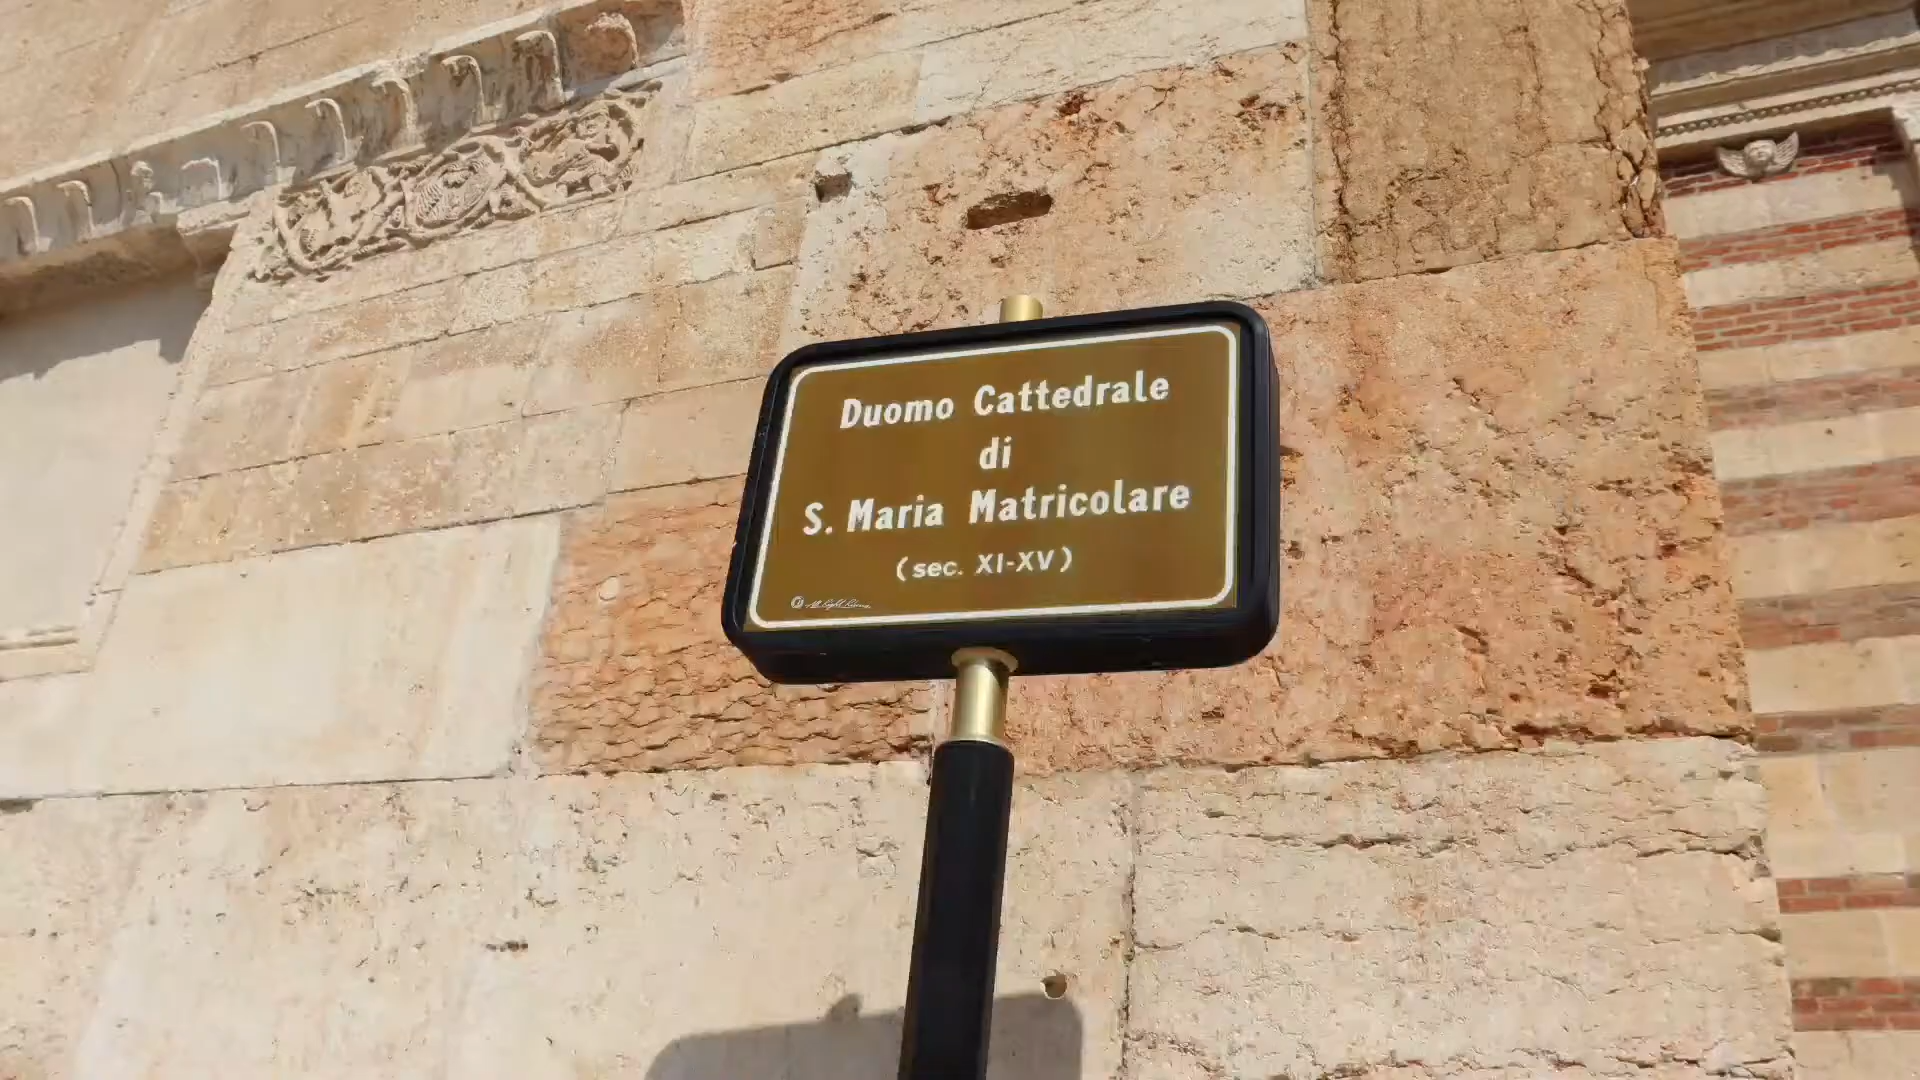 Duomo Cattedrale
di
S. Maria Matricolare
(sec. XI-XV)